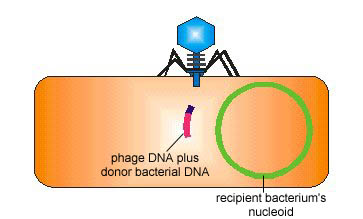 phage DNA plus
donor bacterial DNA
recipient bacterium's
nucleoid